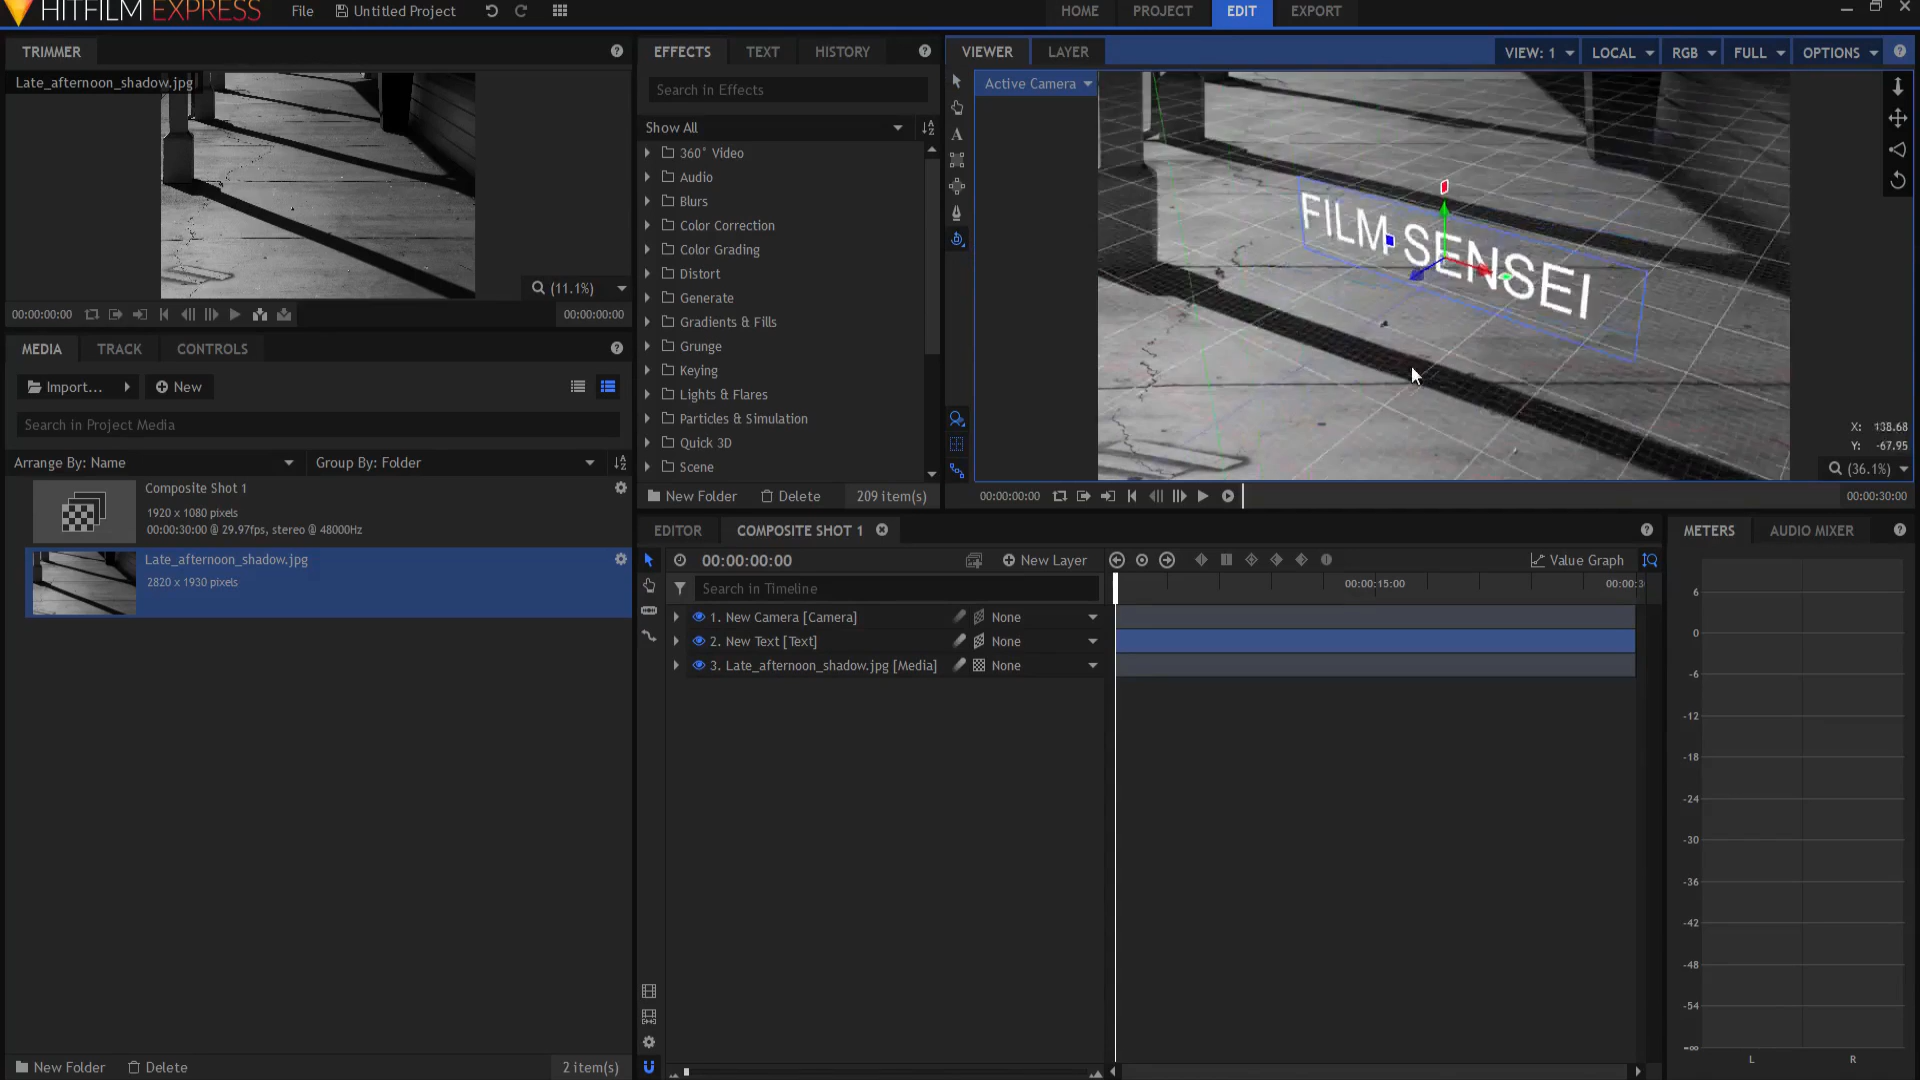 HITFILM EXPRESS
File
Untitled Project
HOME
PROJECT
EDIT
EXPORT
TRIMMER
Late_afternoon_shadow.jpg
(11.1%)
00:00:00:00
00:00:00:00
MEDIA
TRACK
CONTROLS
Import...
New
Search in Project Media
Arrange By: Name
Group By: Folder
Composite Shot 1
1920 x 1080 pixels
00:00:30:00 @ 29.97fps, stereo @ 48000Hz
Late_afternoon_shadow.jpg
2820 x 1930 pixels
New Folder
Delete
2 item(s)
EFFECTS
TEXT
HISTORY
Search in Effects
Show All
360° Video
Audio
Blurs
Color Correction
Color Grading
Distort
Generate
Gradients & Fills
Grunge
Keying
Lights & Flares
Particles & Simulation
Quick 3D
Scene
New Folder
Delete
209 item(s)
VIEWER
LAYER
VIEW: 1
LOCAL
RGB
FULL
OPTIONS
Active Camera
FILM SENSEI
X: 138.68
Y: -67.95
(36.1%)
00:00:00:00
00:00:30:00
EDITOR
COMPOSITE SHOT 1
00:00:00:00
New Layer
Value Graph
Search in Timeline
00:00:15:00
00:00:3
1. New Camera [Camera]
None
2. New Text [Text]
None
3. Late_afternoon_shadow.jpg [Media]
None
METERS
AUDIO MIXER
6
0
-6
-12
-18
-24
-30
-36
-42
-48
-54
-∞
L
R